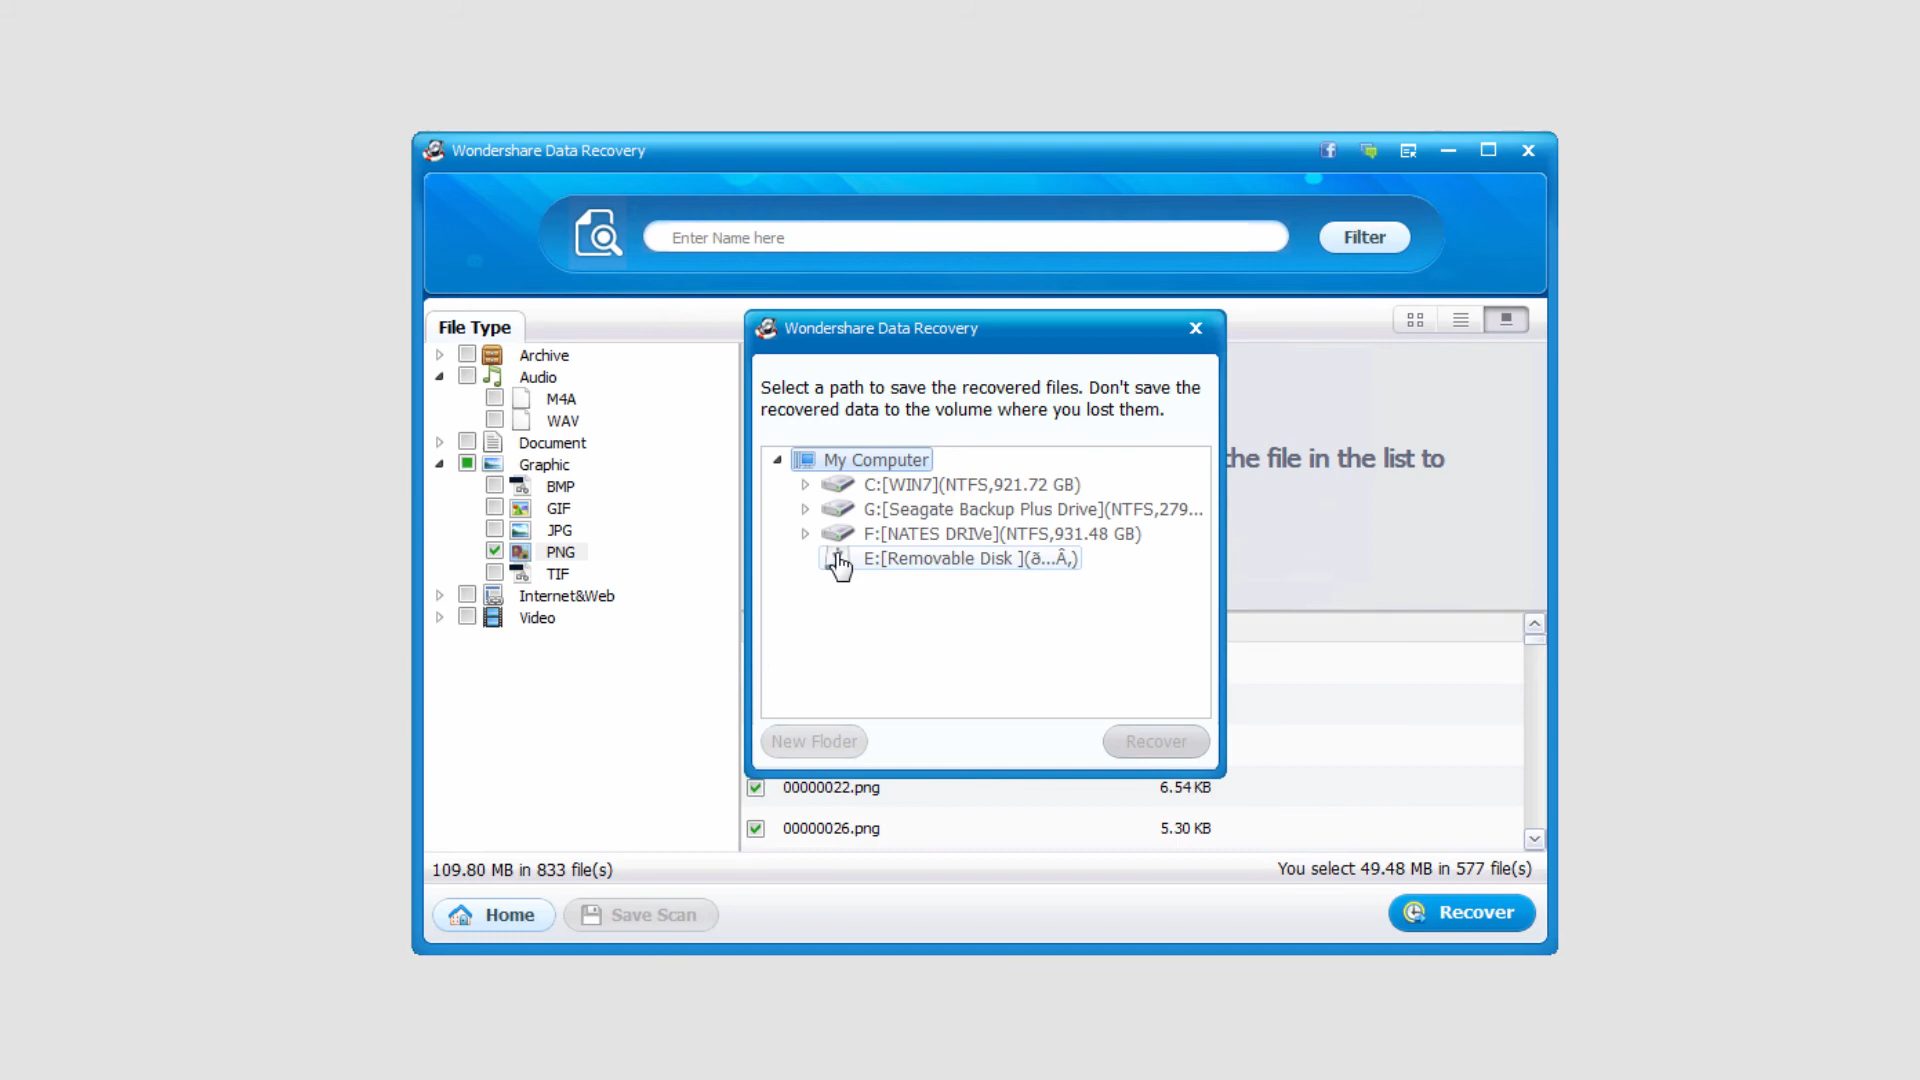 Wondershare Data Recovery
Enter Name here
Filter
File Type
Archive
Audio
M4A
WAV
Document
Graphic
BMP
GIF
JPG
PNG
TIF
Internet&Web
Video
Wondershare Data Recovery
Select a path to save the recovered files. Don't save the
recovered data to the volume where you lost them.
My Computer
C:[WIN7](NTFS,921.72 GB)
G:[Seagate Backup Plus Drive](NTFS,279...
F:[NATES DRIVe](NTFS,931.48 GB)
E:[Removable Disk ](ð...Â,)
New Floder
Recover
the file in the list to
00000022.png 6.54 KB
00000026.png 5.30 KB
109.80 MB in 833 file(s)
You select 49.48 MB in 577 file(s)
Home
Save Scan
Recover